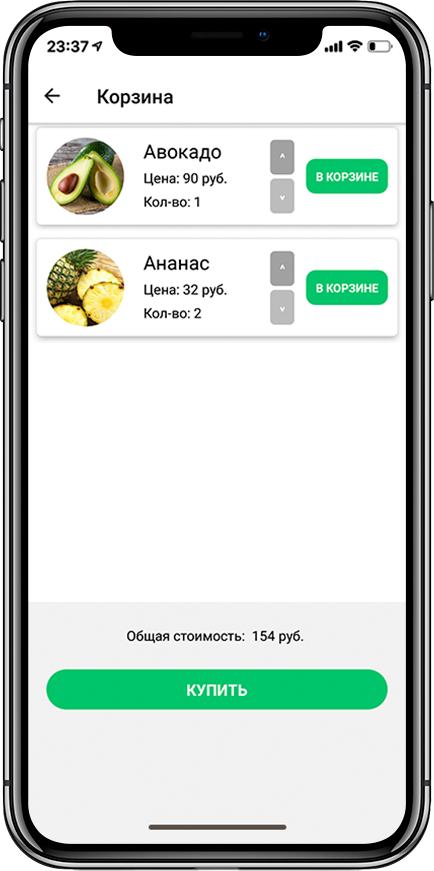 23:37
Корзина
Авокадо
Цена: 90 руб.
Кол-во: 1
В КОРЗИНЕ
Ананас
Цена: 32 руб.
Кол-во: 2
В КОРЗИНЕ
Общая стоимость: 154 руб.
КУПИТЬ